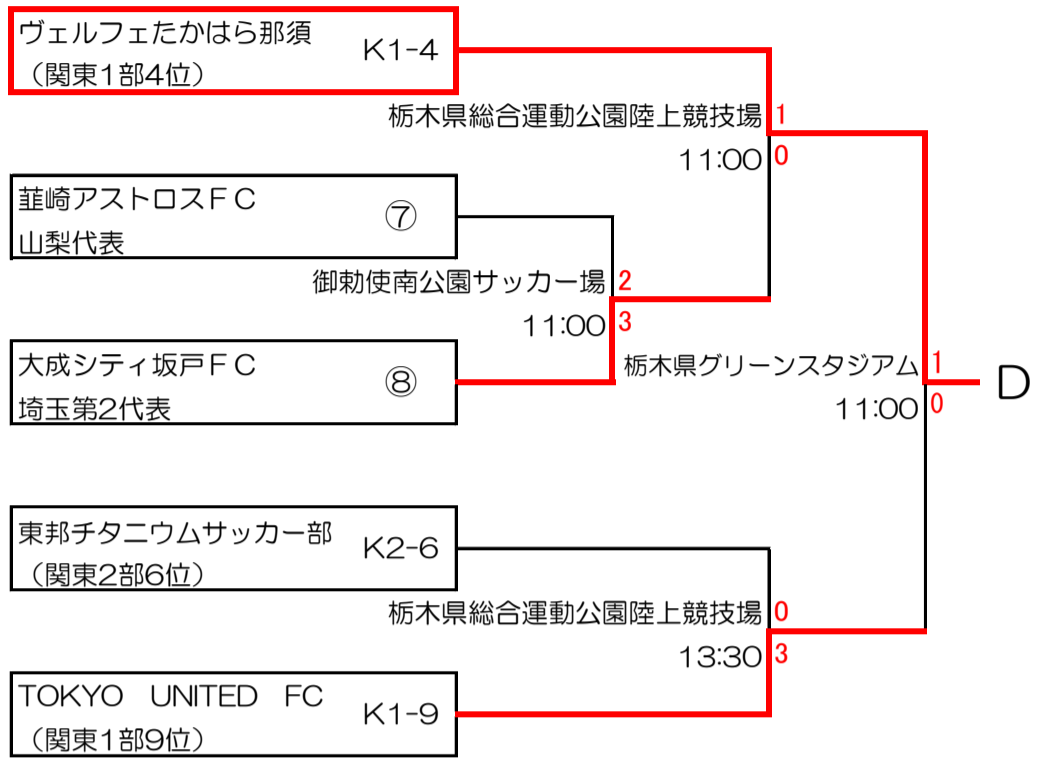 ヴェルフェたかはら那須
（関東1部4位）
K1-4
栃木県総合運動公園陸上競技場
1
11:00
0
韮崎アストロスＦＣ
山梨代表
⑦
御勅使南公園サッカー場
2
11:00
3
大成シティ坂戸ＦＣ
埼玉第2代表
⑧
栃木県グリーンスタジアム
1
11:00
0
D
東邦チタニウムサッカー部
（関東2部6位）
K2-6
栃木県総合運動公園陸上競技場
0
13:30
3
TOKYO　UNITED　FC
（関東1部9位）
K1-9